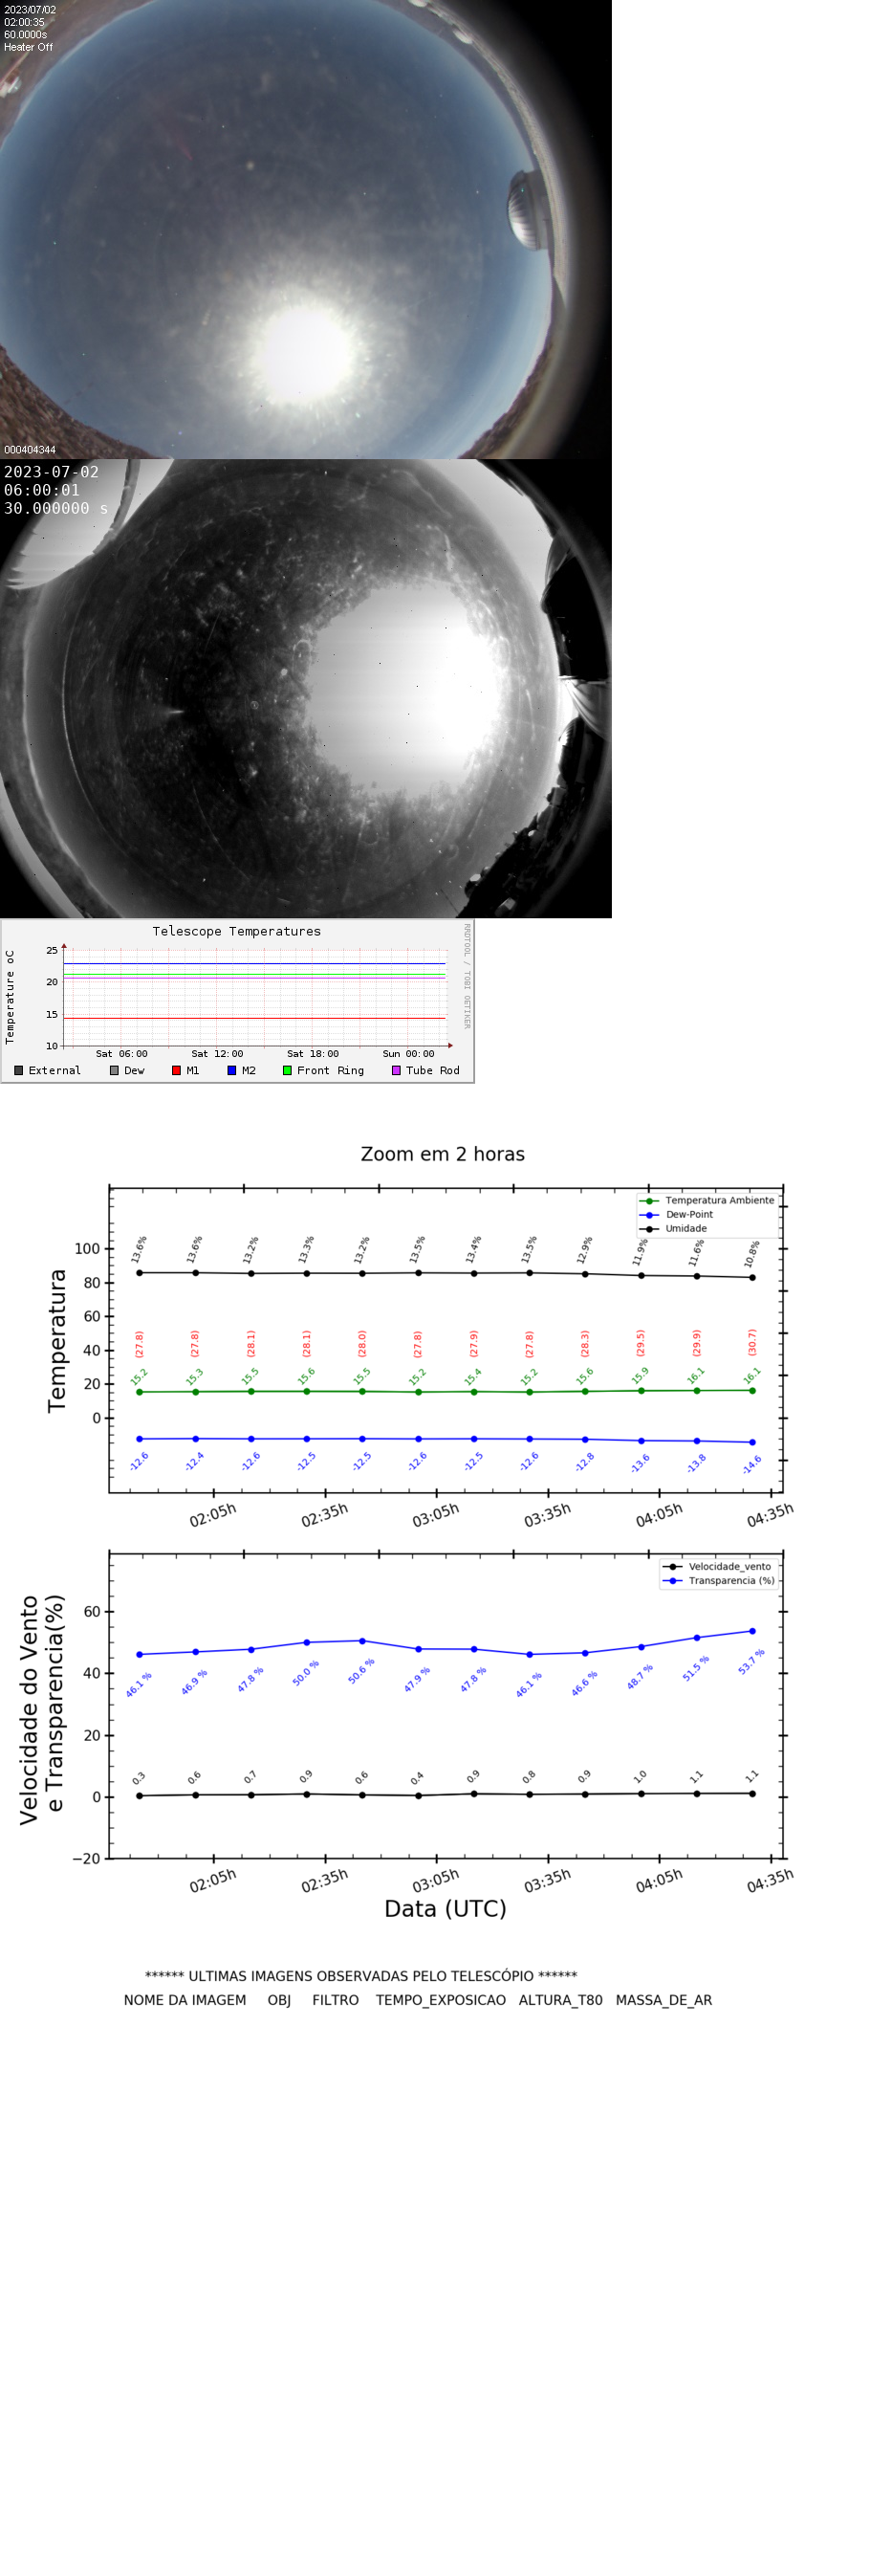 2023/07/02
02:00:35
60.0000s
Heater Off
000404344
2023-07-02
06:00:01
30.000000 s
Telescope Temperatures
RRDTOOL / TOBI OETIKER
Temperature oC
25
20
15
10
Sat 06:00 Sat 12:00 Sat 18:00 Sun 00:00
External Dew M1 M2 Front Ring Tube Rod
Zoom em 2 horas
Temperatura Ambiente
Dew-Point
Umidade
Temperatura
100
80
60
40
20
0
13.6% 13.6% 13.2% 13.3% 13.2% 13.5% 13.4% 13.5% 12.9% 11.9% 11.6% 10.8%
(27.8) (27.8) (28.1) (28.1) (28.0) (27.8) (27.9) (27.8) (28.3) (29.5) (29.9) (30.7)
15.2 15.3 15.5 15.6 15.5 15.2 15.4 15.2 15.6 15.9 16.1 16.1
-12.6 -12.4 -12.6 -12.5 -12.5 -12.6 -12.5 -12.6 -12.8 -13.6 -13.8 -14.6
02:05h 02:35h 03:05h 03:35h 04:05h 04:35h
Velocidade_vento
Transparencia (%)
Velocidade do Vento
e Transparencia(%)
60
40
20
0
−20
46.1 % 46.9 % 47.8 % 50.0 % 50.6 % 47.9 % 47.8 % 46.1 % 46.6 % 48.7 % 51.5 % 53.7 %
0.3 0.6 0.7 0.9 0.6 0.4 0.9 0.8 0.9 1.0 1.1 1.1
02:05h 02:35h 03:05h 03:35h 04:05h 04:35h
Data (UTC)
****** ULTIMAS IMAGENS OBSERVADAS PELO TELESCÓPIO ******
NOME DA IMAGEM OBJ FILTRO TEMPO_EXPOSICAO ALTURA_T80 MASSA_DE_AR